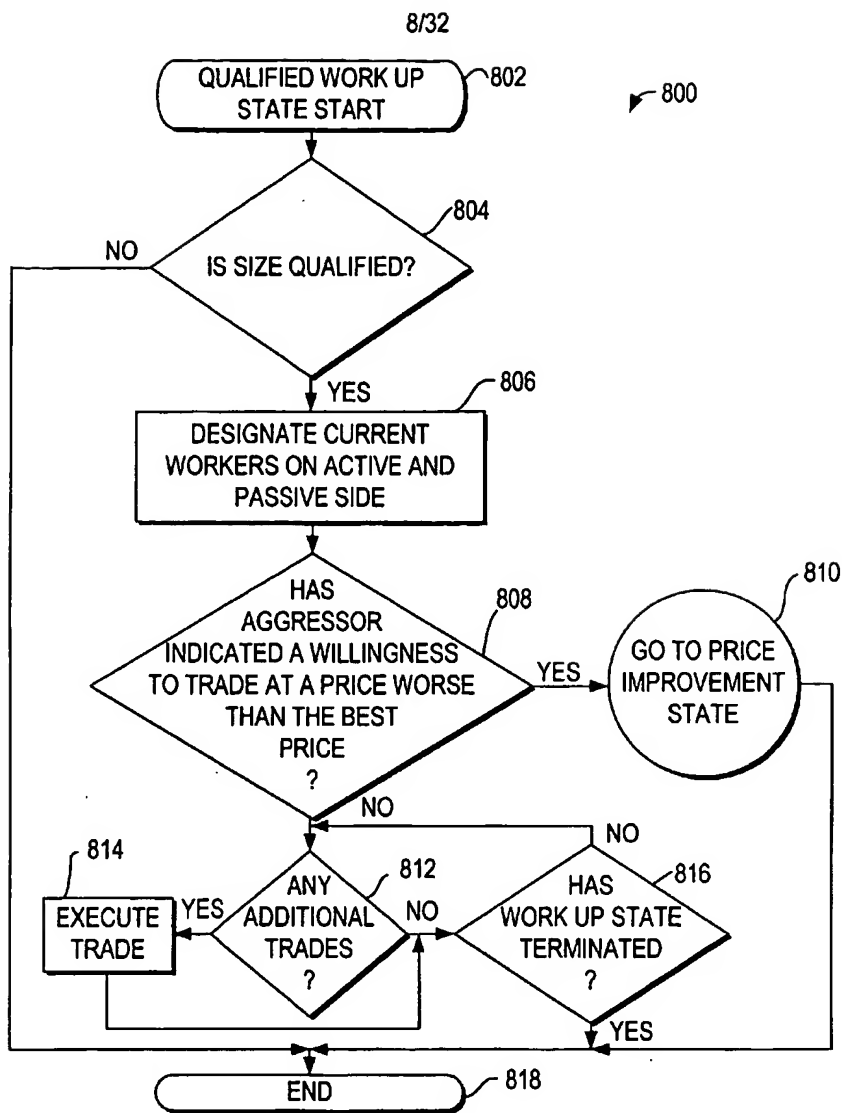 8/32
QUALIFIED WORK UP
STATE START
802
800
804
NO
IS SIZE QUALIFIED?
YES
806
DESIGNATE CURRENT
WORKERS ON ACTIVE AND
PASSIVE SIDE
HAS
AGGRESSOR
INDICATED A WILLINGNESS
TO TRADE AT A PRICE WORSE
THAN THE BEST
PRICE
?
808
YES
810
GO TO PRICE
IMPROVEMENT
STATE
NO
NO
814
EXECUTE
TRADE
YES
ANY
ADDITIONAL
TRADES
?
812
NO
HAS
WORK UP STATE
TERMINATED
?
816
YES
END
818